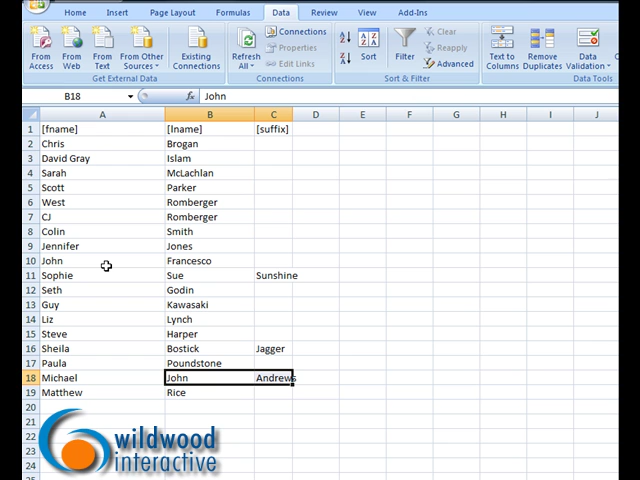 Home Insert Page Layout Formulas Data Review View Add-Ins
From Access From Web From Text From Other Sources Existing Connections Refresh All Connections Properties Edit Links Sort Filter Clear Reapply Advanced Text to Columns Remove Duplicates Data Validation
Get External Data Connections Sort & Filter Data Tools
B18 fx John
A B C D E F G H I J
1 [fname] [lname] [suffix]
2 Chris Brogan
3 David Gray Islam
4 Sarah McLachlan
5 Scott Parker
6 West Romberger
7 CJ Romberger
8 Colin Smith
9 Jennifer Jones
10 John Francesco
11 Sophie Sue Sunshine
12 Seth Godin
13 Guy Kawasaki
14 Liz Lynch
15 Steve Harper
16 Sheila Bostick Jagger
17 Paula Poundstone
18 Michael John Andrews
19 Matthew Rice
20
21
22
23
24
25
wildwood
interactive